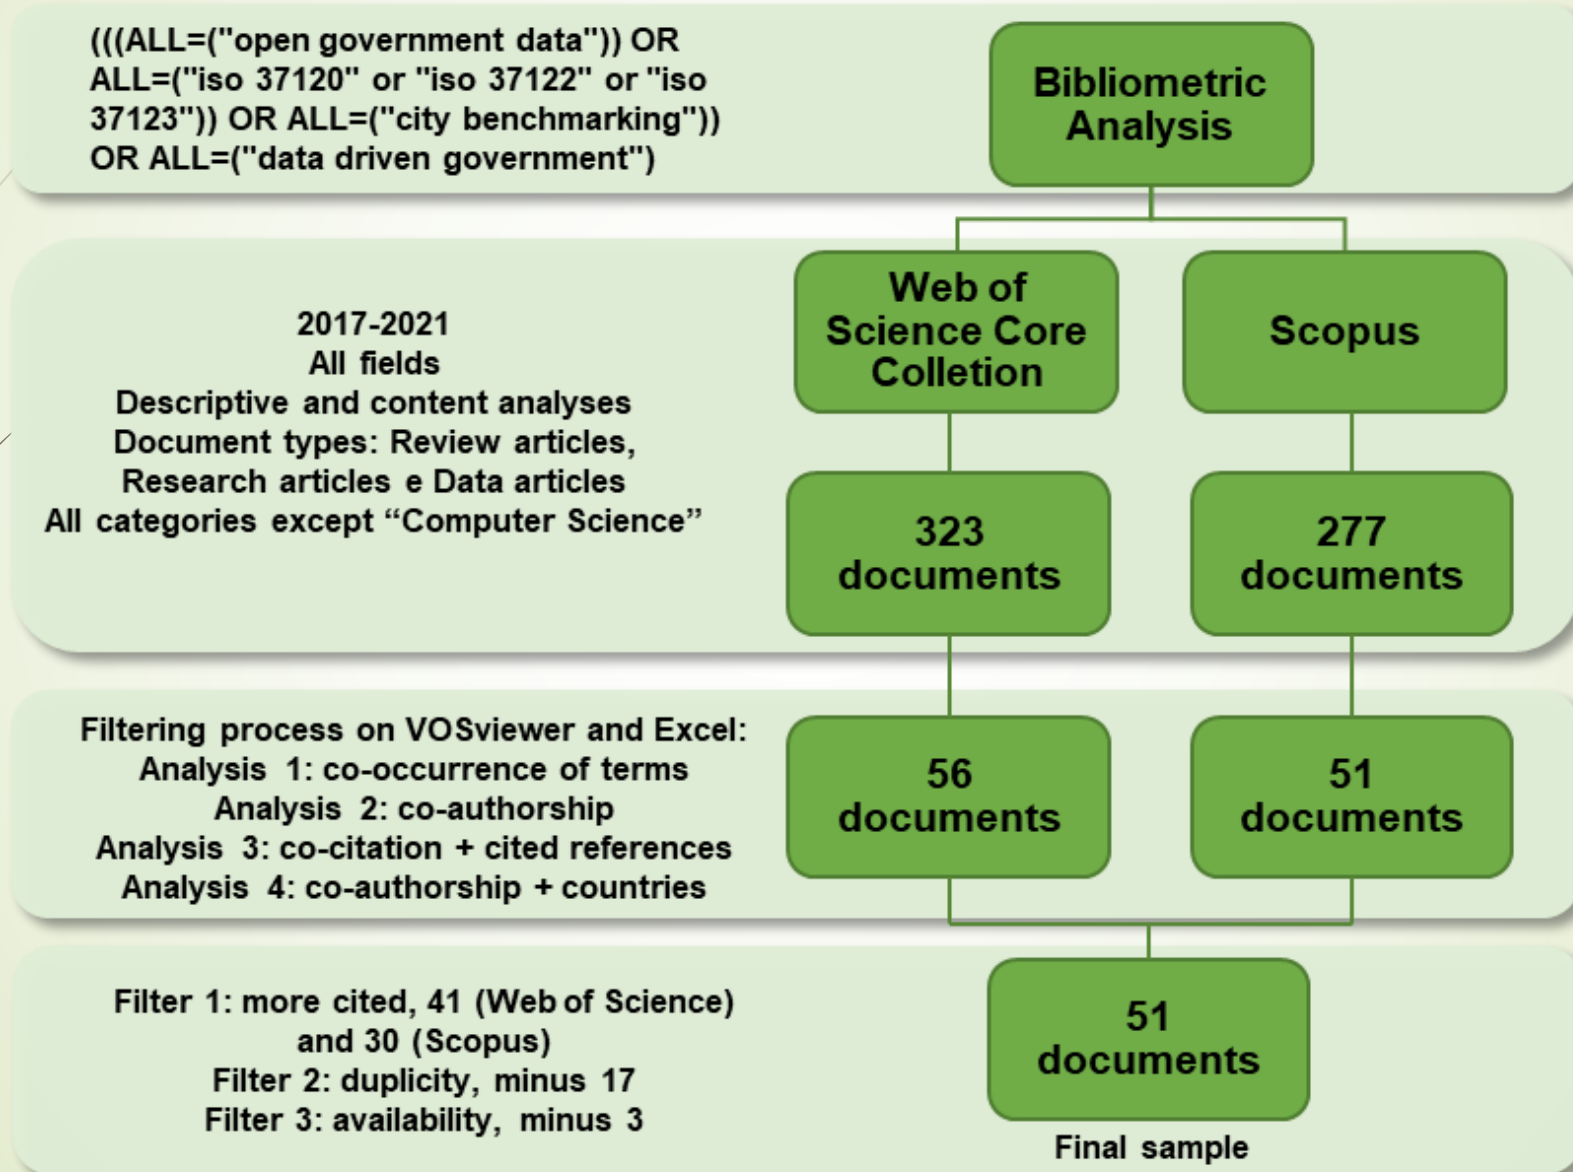 (((ALL=("open government data")) OR
ALL=("iso 37120" or "iso 37122" or "iso
37123")) OR ALL=("city benchmarking"))
OR ALL=("data driven government")
Bibliometric
Analysis
2017-2021
All fields
Descriptive and content analyses
Document types: Review articles,
Research articles e Data articles
All categories except “Computer Science”
Web of
Science Core
Colletion
Scopus
323
documents
277
documents
Filtering process on VOSviewer and Excel:
Analysis 1: co-occurrence of terms
Analysis 2: co-authorship
Analysis 3: co-citation + cited references
Analysis 4: co-authorship + countries
56
documents
51
documents
Filter 1: more cited, 41 (Web of Science)
and 30 (Scopus)
Filter 2: duplicity, minus 17
Filter 3: availability, minus 3
51
documents
Final sample